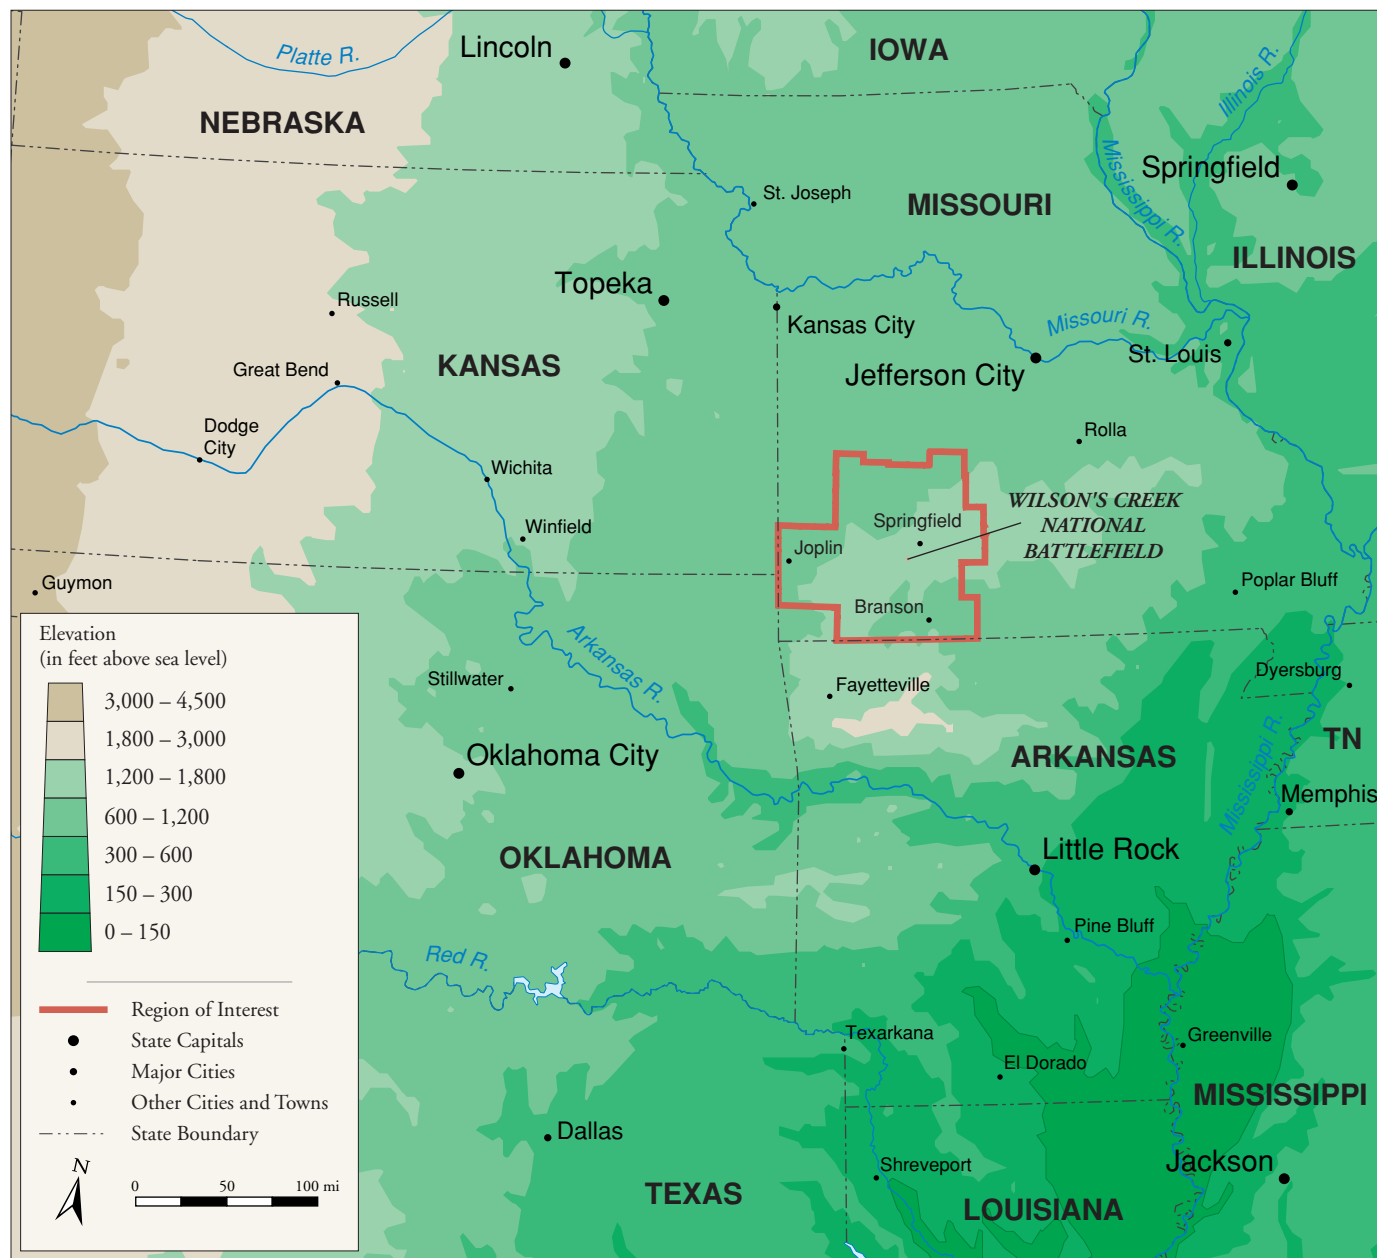 Platte R.
Lincoln
IOWA
Illinois R.
NEBRASKA
Mississippi R.
Springfield
St. Joseph
MISSOURI
ILLINOIS
Topeka
Russell
Kansas City
Missouri R.
St. Louis
KANSAS
Jefferson City
Great Bend
Dodge
City
Rolla
Wichita
WILSON'S CREEK
NATIONAL
BATTLEFIELD
Springfield
Winfield
Joplin
Guymon
Poplar Bluff
Branson
Arkansas R.
Stillwater
Fayetteville
Dyersburg
Mississippi R.
TN
Oklahoma City
ARKANSAS
Memphis
Little Rock
OKLAHOMA
Pine Bluff
Red R.
Texarkana
Greenville
El Dorado
MISSISSIPPI
Dallas
Shreveport
Jackson
TEXAS
LOUISIANA
Elevation
(in feet above sea level)
3,000 – 4,500
1,800 – 3,000
1,200 – 1,800
600 – 1,200
300 – 600
150 – 300
0 – 150
Region of Interest
State Capitals
Major Cities
Other Cities and Towns
State Boundary
N
0 50 100 mi